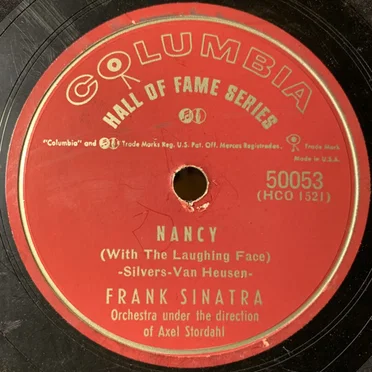 COLUMBIA
HALL OF FAME SERIES
"Columbia" and Trade Marks Reg. U.S. Pat. Off. Marcas Registradas. Trade Mark
Made in U.S.A.
50053
(HCO 1521)
NANCY
(With The Laughing Face)
-Silvers-Van Heusen-
FRANK SINATRA
Orchestra under the direction
of Axel Stordahl